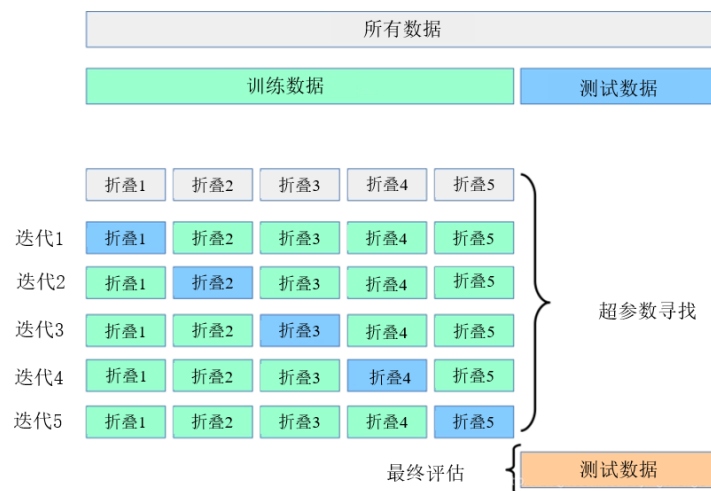 所有数据
训练数据 测试数据
折叠1 折叠2 折叠3 折叠4 折叠5
迭代1 折叠1 折叠2 折叠3 折叠4 折叠5
迭代2 折叠1 折叠2 折叠3 折叠4 折叠5
超参数寻找
迭代3 折叠1 折叠2 折叠3 折叠4 折叠5
迭代4 折叠1 折叠2 折叠3 折叠4 折叠5
迭代5 折叠1 折叠2 折叠3 折叠4 折叠5
最终评估 测试数据